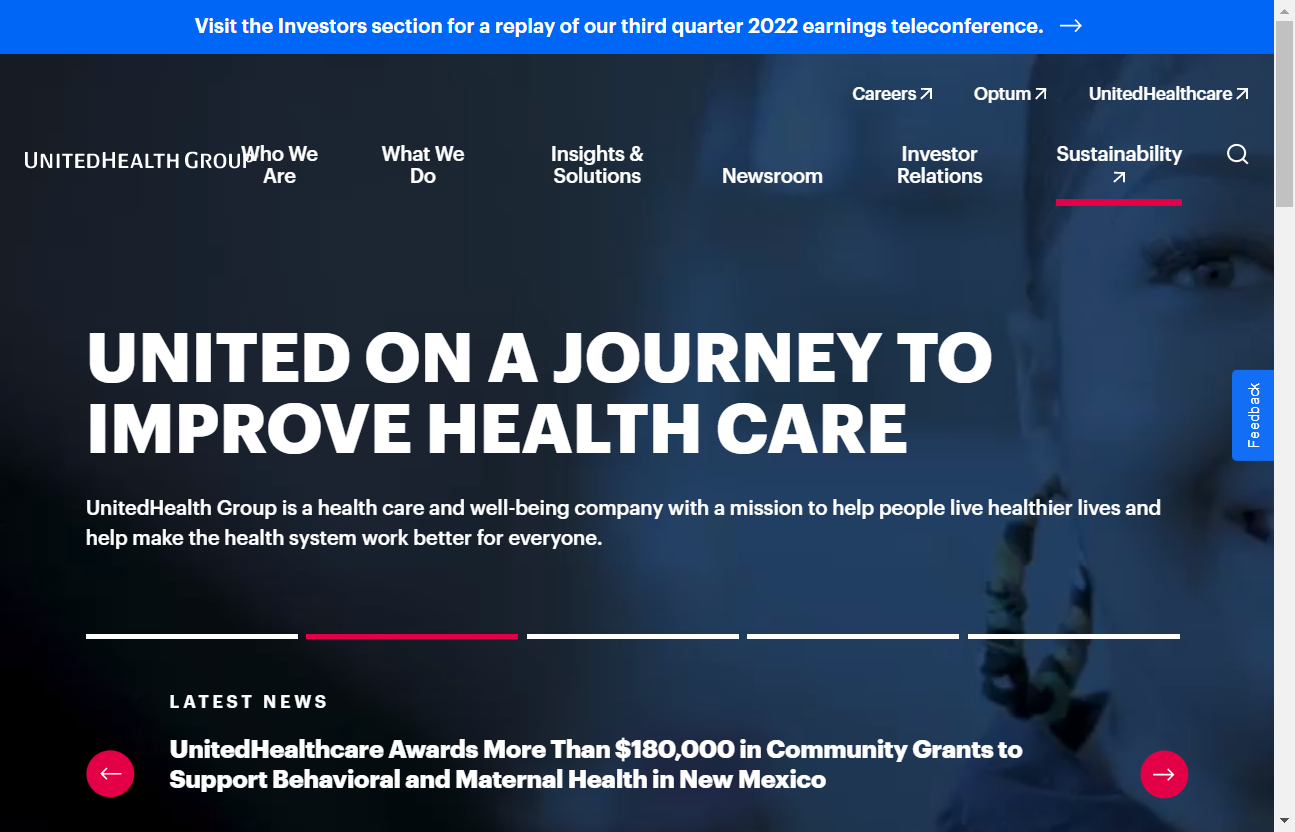 Visit the Investors section for a replay of our third quarter 2022 earnings teleconference.
Careers
Optum
UnitedHealthcare
UNITEDHEALTH GROUP
Who We
Are
What We
Do
Insights &
Solutions
Newsroom
Investor
Relations
Sustainability
UNITED ON A JOURNEY TO
IMPROVE HEALTH CARE
Feedback
UnitedHealth Group is a health care and well-being company with a mission to help people live healthier lives and
help make the health system work better for everyone.
LATEST NEWS
UnitedHealthcare Awards More Than $180,000 in Community Grants to
Support Behavioral and Maternal Health in New Mexico